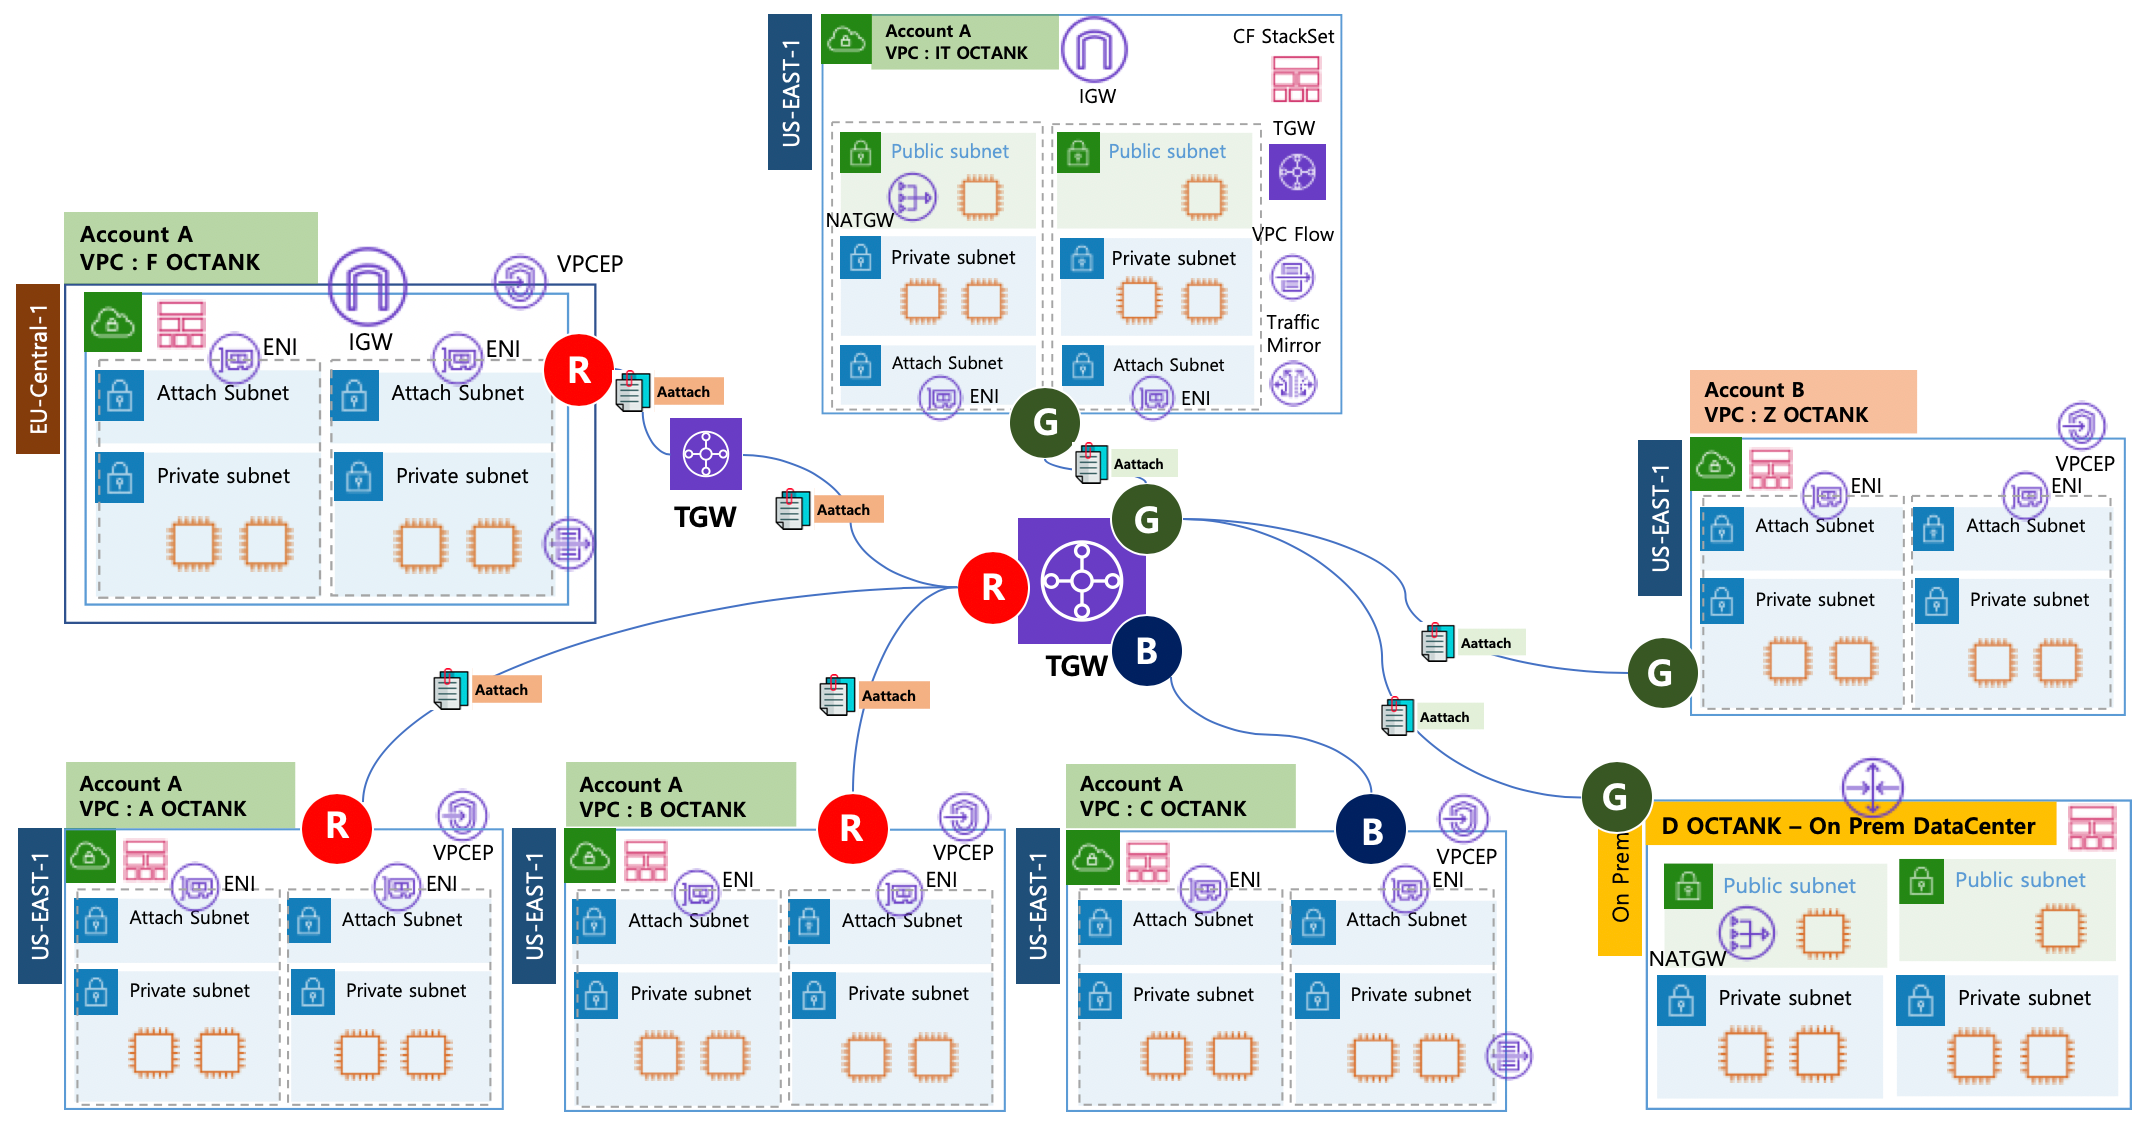 US-EAST-1
Account A
VPC : IT OCTANK
IGW
CF StackSet
TGW
Public subnet
Public subnet
NATGW
VPC Flow
Private subnet
Private subnet
Traffic
Mirror
Attach Subnet
Attach Subnet
ENI
ENI
G
Aattach
EU-Central-1
Account A
VPC : F OCTANK
VPCEP
IGW
ENI
ENI
R
Attach Subnet
Attach Subnet
Private subnet
Private subnet
Aattach
TGW
Aattach
G
R
B
TGW
Aattach
Aattach
Aattach
Aattach
US-EAST-1
Account B
VPC : Z OCTANK
VPCEP
ENI
ENI
Attach Subnet
Attach Subnet
Private subnet
Private subnet
G
US-EAST-1
Account A
VPC : A OCTANK
R
VPCEP
ENI
ENI
Attach Subnet
Attach Subnet
Private subnet
Private subnet
US-EAST-1
Account A
VPC : B OCTANK
R
VPCEP
ENI
ENI
Attach Subnet
Attach Subnet
Private subnet
Private subnet
US-EAST-1
Account A
VPC : C OCTANK
B
VPCEP
ENI
ENI
Attach Subnet
Attach Subnet
Private subnet
Private subnet
G
On Prem
D OCTANK – On Prem DataCenter
Public subnet
Public subnet
NATGW
Private subnet
Private subnet